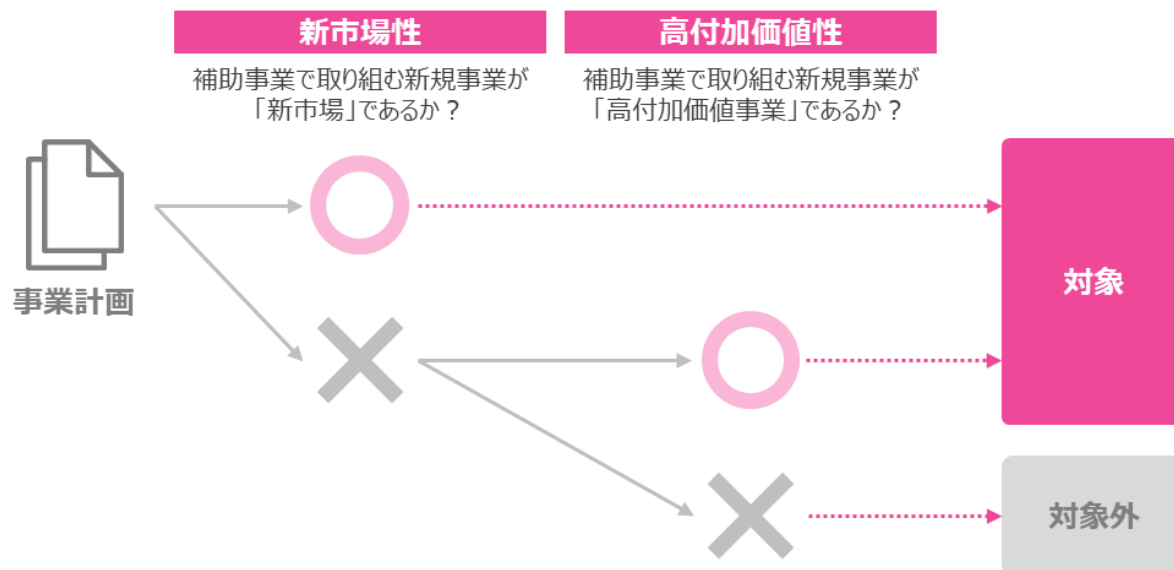 新市場性
高付加価値性
補助事業で取り組む新規事業が
「新市場」であるか？
補助事業で取り組む新規事業が
「高付加価値事業」であるか？
事業計画
対象
対象外